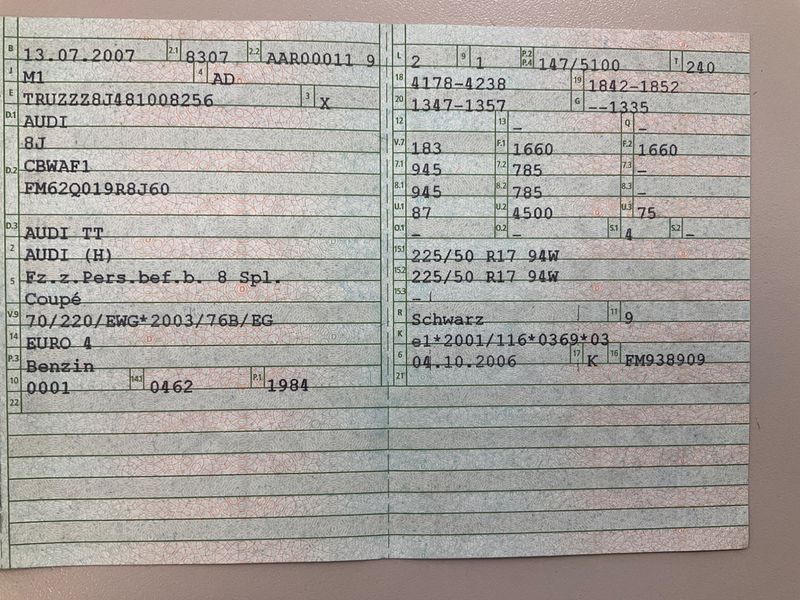 B 13.07.2007 2.1 8307 2.2 AAR00011 9
J M1 4 AD
E TRUZZZ8J481008256 3 X
D.1 AUDI
8J
D.2 CBWAF1
FM62Q019R8J60
D.3 AUDI TT
2 AUDI (H)
5 Fz.z.Pers.bef.b. 8 Spl.
Coupé
V.9 70/220/EWG*2003/76B/EG
14 EURO 4
P.3 Benzin
10 0001 14.1 0462 P.1 1984
22
L 2 9 1 P.2 P.4 147/5100 T 240
18 4178-4238 19 1842-1852
20 1347-1357 G --1335
12 13 - Q -
V.7 183 F.1 1660 F.2 1660
7.1 945 7.2 785 7.3 -
8.1 945 8.2 785 8.3 -
U.1 87 U.2 4500 U.3 75
O.1 - O.2 - S.1 4 S.2 -
15.1 225/50 R17 94W
15.2 225/50 R17 94W
15.3 -
R Schwarz 11 9
K e1*2001/116*0369*03
6 04.10.2006 17 K 16 FM938909
21